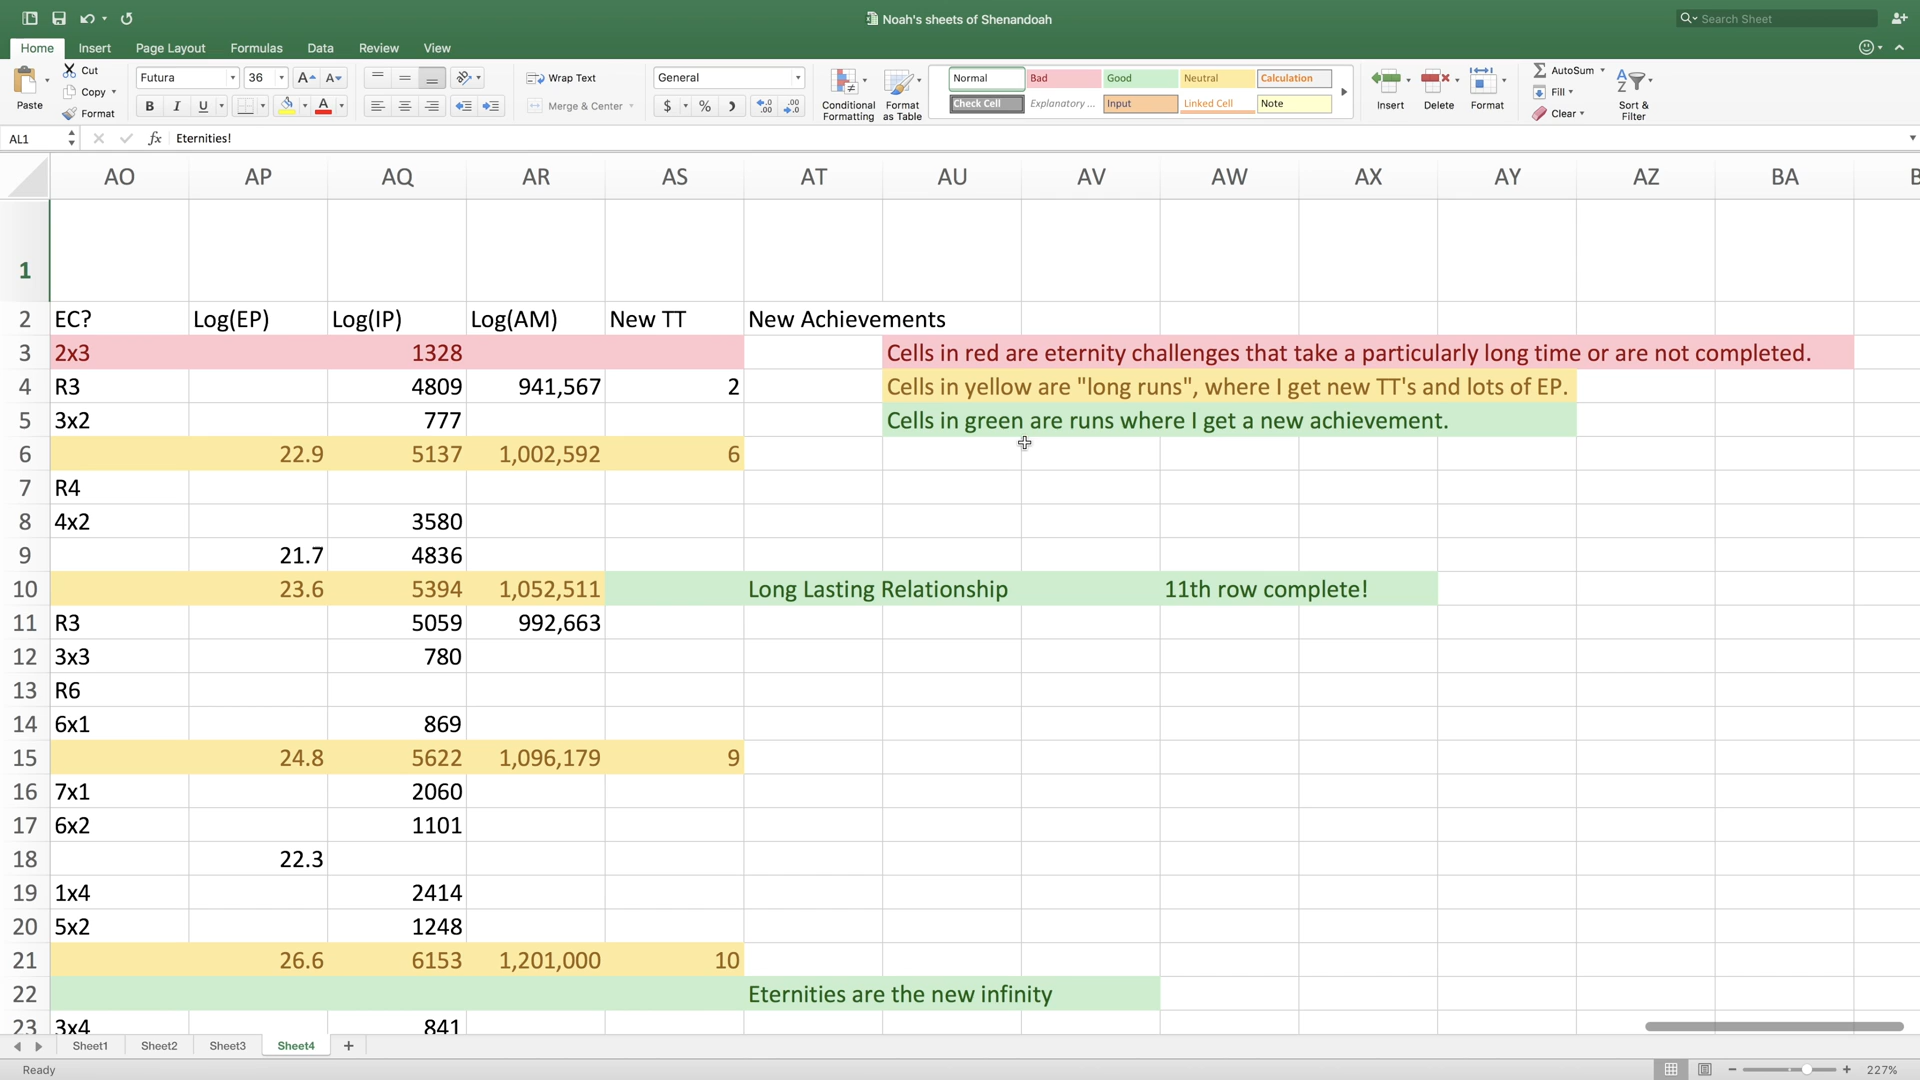 Noah's sheets of Shenandoah
Search Sheet
Home Insert Page Layout Formulas Data Review View
Paste Cut Copy Format
Futura 36 A A
B I U A
Wrap Text
Merge & Center
General
$ % .0 .00 .00 .0
Conditional Formatting
Format as Table
Normal Bad Good Neutral Calculation
Check Cell Explanatory ... Input Linked Cell Note
Insert Delete Format
AutoSum
Fill
Clear
Sort & Filter
AL1 fx Eternities!
AO AP AQ AR AS AT AU AV AW AX AY AZ BA
1
2 EC? Log(EP) Log(IP) Log(AM) New TT New Achievements
3 2x3 1328 Cells in red are eternity challenges that take a particularly long time or are not completed.
4 R3 4809 941,567 2 Cells in yellow are "long runs", where I get new TT's and lots of EP.
5 3x2 777 Cells in green are runs where I get a new achievement.
6 22.9 5137 1,002,592 6
7 R4
8 4x2 3580
9 21.7 4836
10 23.6 5394 1,052,511 Long Lasting Relationship 11th row complete!
11 R3 5059 992,663
12 3x3 780
13 R6
14 6x1 869
15 24.8 5622 1,096,179 9
16 7x1 2060
17 6x2 1101
18 22.3
19 1x4 2414
20 5x2 1248
21 26.6 6153 1,201,000 10
22 Eternities are the new infinity
23 3x4 841
Sheet1 Sheet2 Sheet3 Sheet4 +
Ready 227%